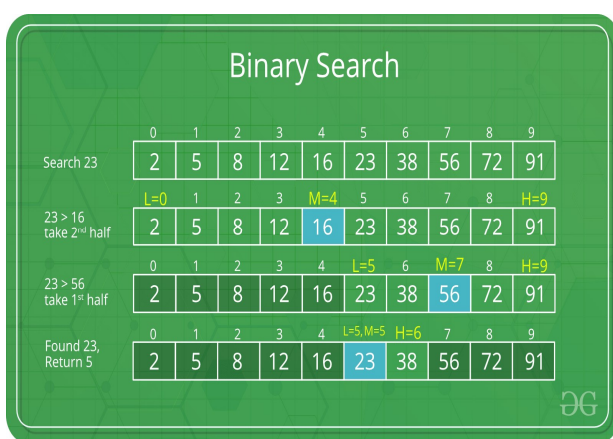 Binary Search
0 1 2 3 4 5 6 7 8 9
Search 23 2 5 8 12 16 23 38 56 72 91
L=0 1 2 3 M=4 5 6 7 8 H=9
23 > 16
take 2nd half 2 5 8 12 16 23 38 56 72 91
0 1 2 3 4 L=5 6 M=7 8 H=9
23 > 56
take 1st half 2 5 8 12 16 23 38 56 72 91
0 1 2 3 4 L=5, M=5 H=6 7 8 9
Found 23,
Return 5 2 5 8 12 16 23 38 56 72 91